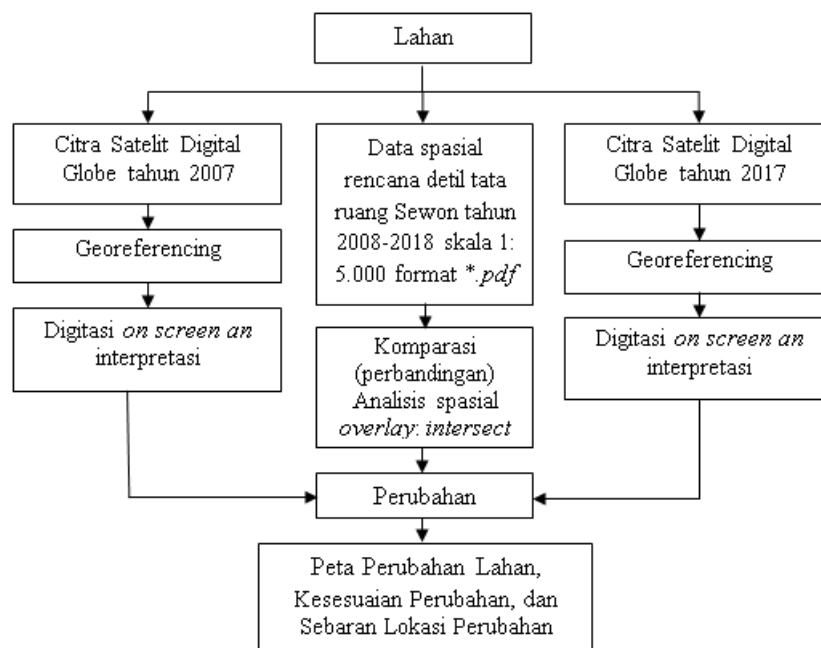 Lahan
Citra Satelit Digital
Globe tahun 2007
Georeferencing
Digitasi on screen an
interpretasi
Data spasial
rencana detil tata
ruang Sewon tahun
2008-2018 skala 1:
5.000 format *.pdf
Komparasi
(perbandingan)
Analisis spasial
overlay: intersect
Citra Satelit Digital
Globe tahun 2017
Georeferencing
Digitasi on screen an
interpretasi
Perubahan
Peta Perubahan Lahan,
Kesesuaian Perubahan, dan
Sebaran Lokasi Perubahan